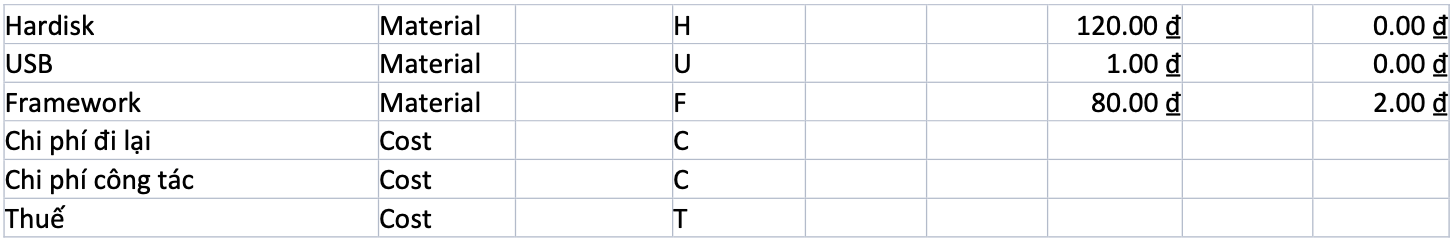 Hardisk Material H 120.00 ₫ 0.00 ₫
USB Material U 1.00 ₫ 0.00 ₫
Framework Material F 80.00 ₫ 2.00 ₫
Chi phí đi lại Cost C
Chi phí công tác Cost C
Thuế Cost T